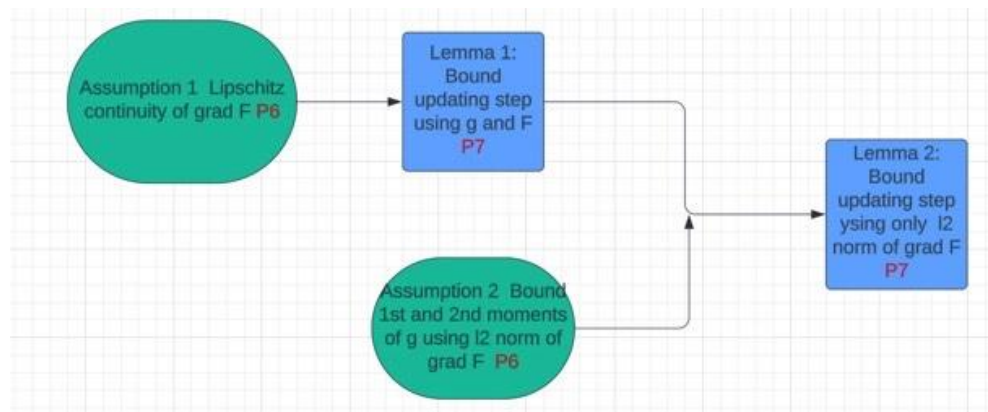 Assumption 1 Lipschitz
continuity of grad F P6
Lemma 1:
Bound
updating step
using g and F
P7
Assumption 2 Bound
1st and 2nd moments
of g using l2 norm of
grad F P6
Lemma 2:
Bound
updating step
ysing only l2
norm of grad F
P7